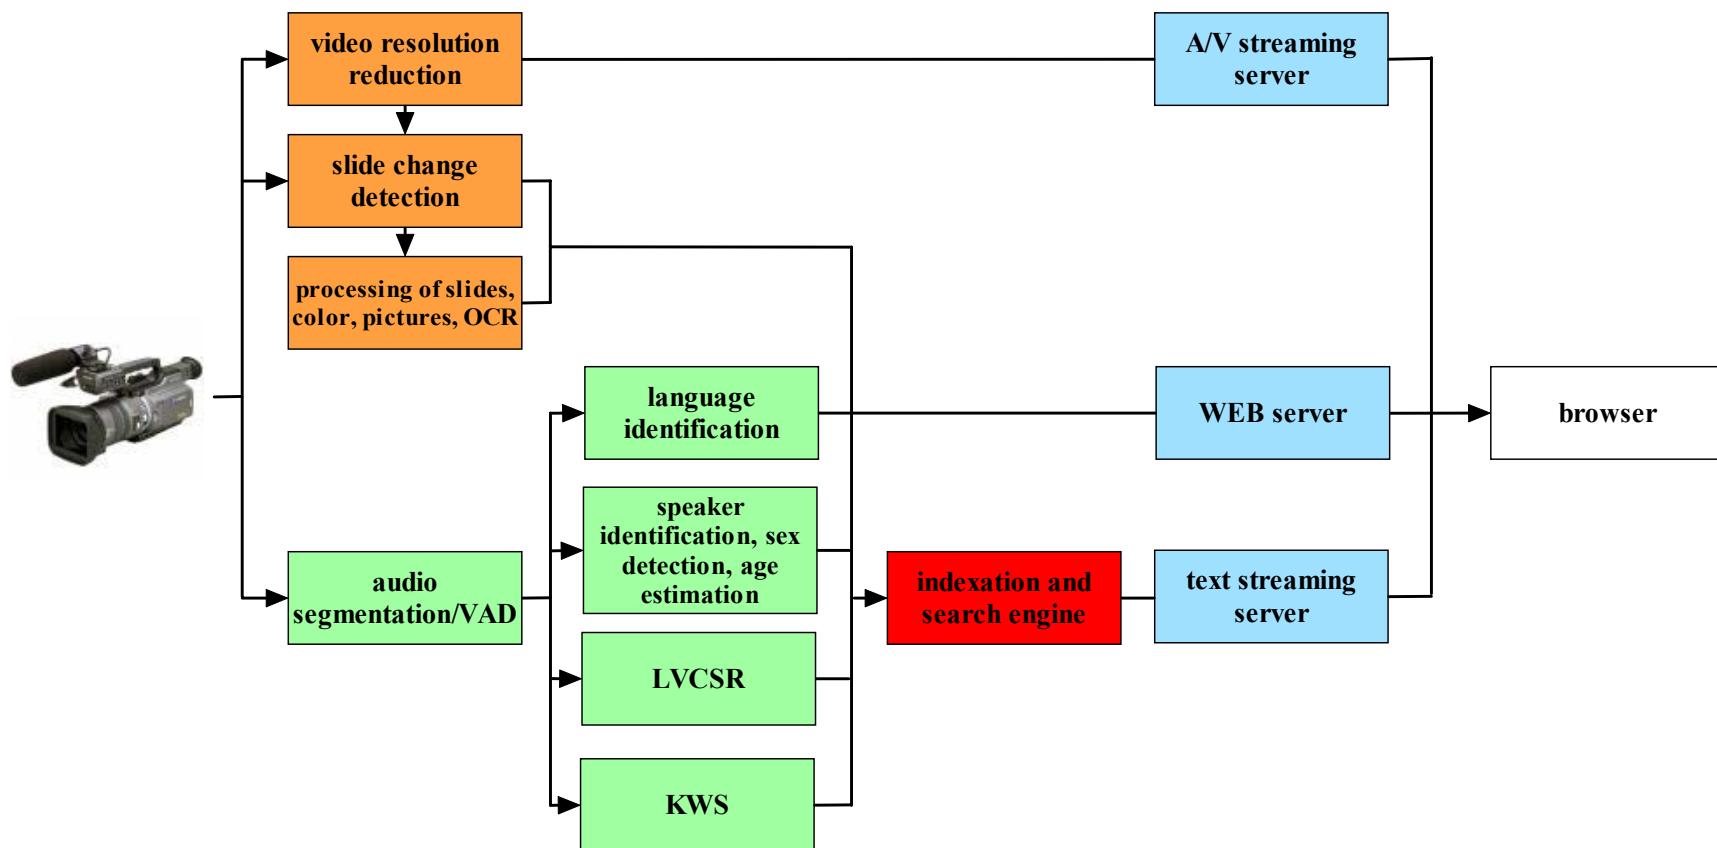 video resolution
reduction
A/V streaming
server
slide change
detection
processing of slides,
color, pictures, OCR
language
identification
WEB server
browser
speaker
identification, sex
detection, age
estimation
audio
segmentation/VAD
indexation and
search engine
text streaming
server
LVCSR
KWS